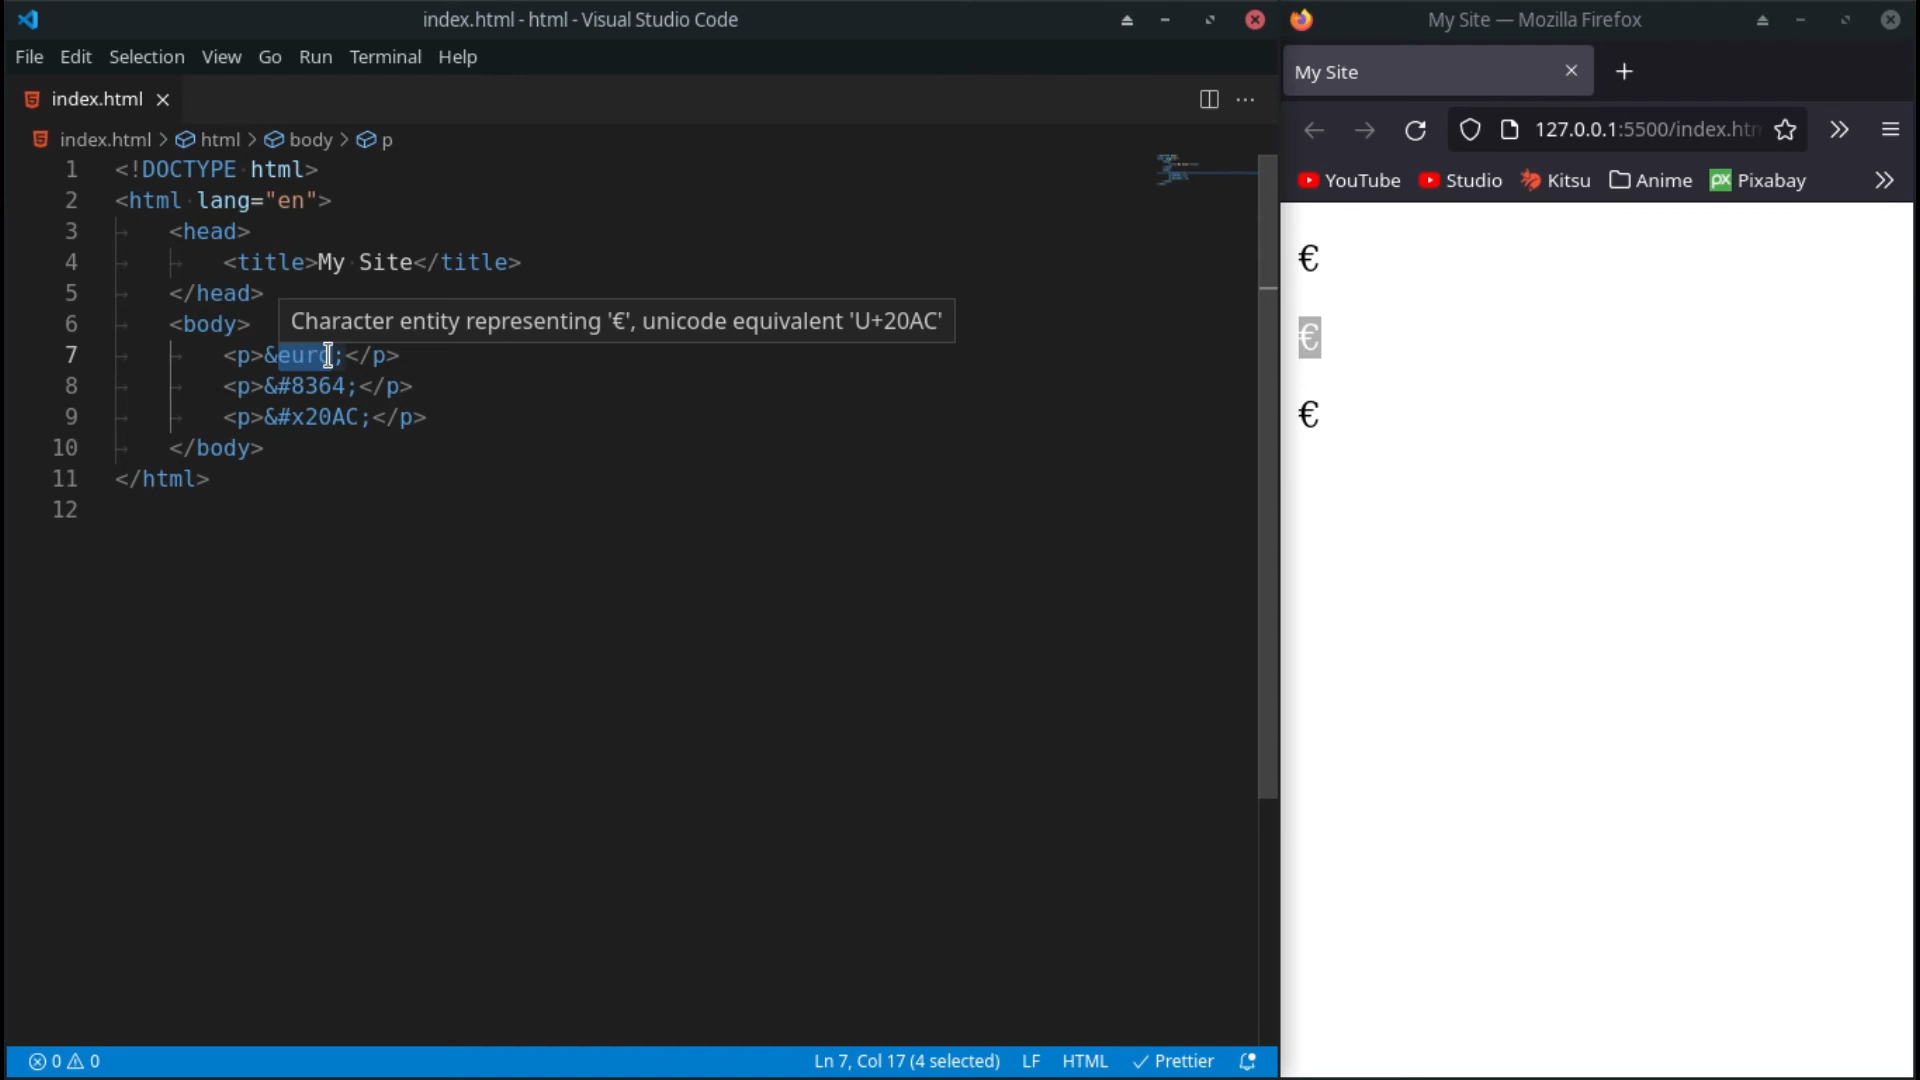 index.html - html - Visual Studio Code
File Edit Selection View Go Run Terminal Help
index.html
index.html > html > body > p
1 <!DOCTYPE html>
2 <html lang="en">
3 <head>
4 <title>My Site</title>
5 </head>
6 <body>
Character entity representing '€', unicode equivalent 'U+20AC'
7 <p>&euro;</p>
8 <p>&#8364;</p>
9 <p>&#x20AC;</p>
10 </body>
11 </html>
12
0 0
Ln 7, Col 17 (4 selected) LF HTML Prettier
My Site — Mozilla Firefox
My Site
127.0.0.1:5500/index.htm
YouTube Studio Kitsu Anime px Pixabay
€
€
€